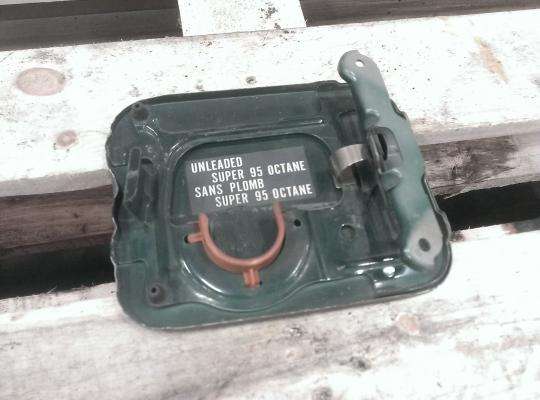 UNLEADED
SUPER 95 OCTANE
SANS PLOMB
SUPER 95 OCTANE